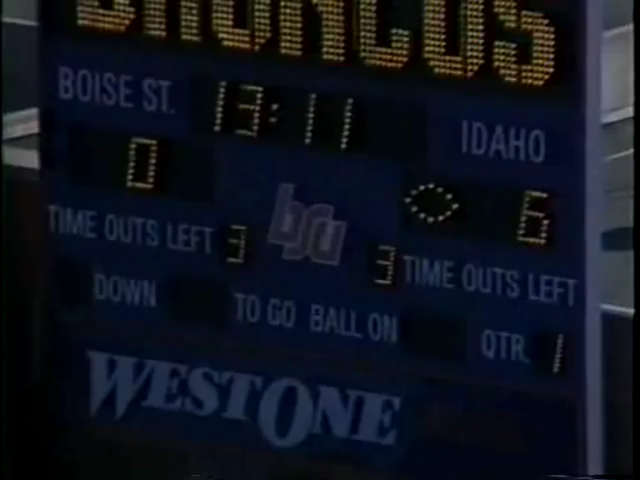 BRONCOS
BOISE ST. 13:11 IDAHO
0 bsu 6
TIME OUTS LEFT 3 3 TIME OUTS LEFT
DOWN TO GO BALL ON QTR. 1
WESTONE